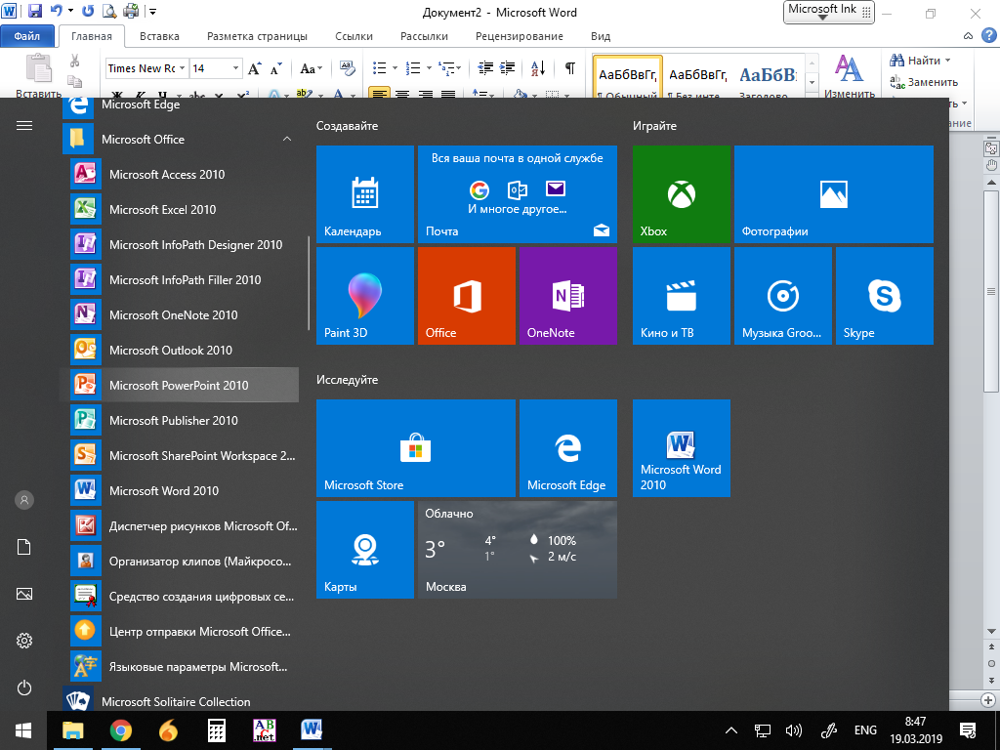 Документ2 - Microsoft Word
Microsoft Ink
Файл
Главная
Вставка
Разметка страницы
Ссылки
Рассылки
Рецензирование
Вид
Вставить
Times New Ro
14
АаБбВвГг,
АаБбВвГг,
АаБбВ
¶ Обычный
Изменить
Найти
Заменить
Microsoft Edge
Microsoft Office
Microsoft Access 2010
Microsoft Excel 2010
Microsoft InfoPath Designer 2010
Microsoft InfoPath Filler 2010
Microsoft OneNote 2010
Microsoft Outlook 2010
Microsoft PowerPoint 2010
Microsoft Publisher 2010
Microsoft SharePoint Workspace 2...
Microsoft Word 2010
Диспетчер рисунков Microsoft Of...
Организатор клипов (Майкросо...
Средство создания цифровых се...
Центр отправки Microsoft Office...
Языковые параметры Microsoft...
Microsoft Solitaire Collection
Создавайте
Календарь
Вся ваша почта в одной службе
И многое другое...
Почта
Paint 3D
Office
OneNote
Играйте
Xbox
Фотографии
Кино и ТВ
Музыка Groo...
Skype
Исследуйте
Microsoft Store
Microsoft Edge
Microsoft Word
2010
Карты
Облачно
3°
4°
1°
100%
2 м/с
Москва
ENG
8:47
19.03.2019